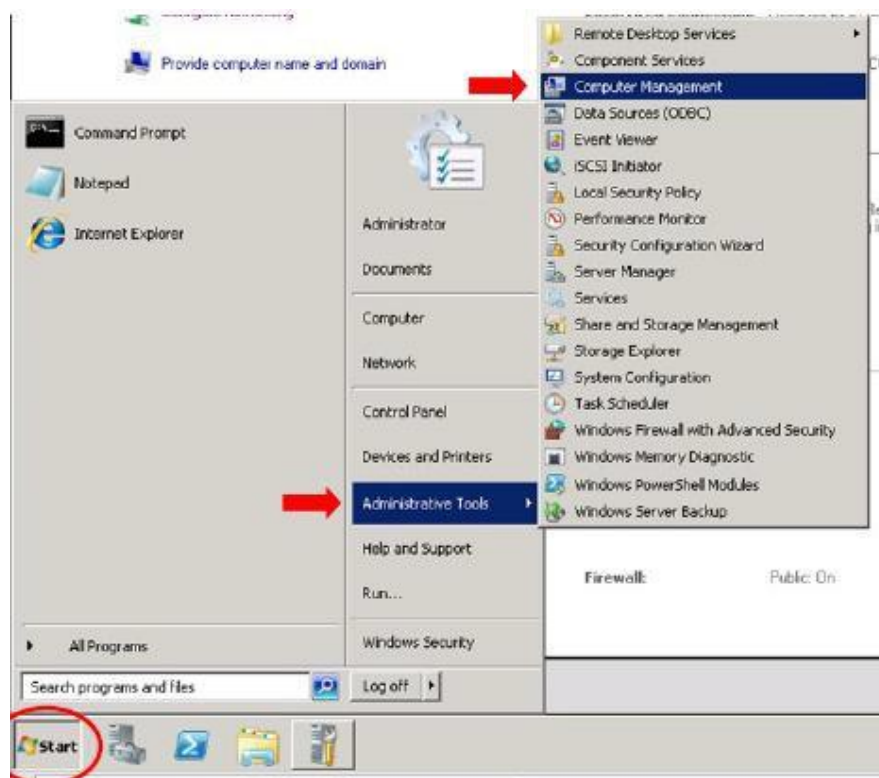 Provide computer name and domain
Remote Desktop Services
Component Services
Computer Management
Data Sources (ODBC)
Event Viewer
iSCSI Initiator
Local Security Policy
Performance Monitor
Security Configuration Wizard
Server Manager
Services
Share and Storage Management
Storage Explorer
System Configuration
Task Scheduler
Windows Firewall with Advanced Security
Windows Memory Diagnostic
Windows PowerShell Modules
Windows Server Backup
Command Prompt
Notepad
Internet Explorer
Administrator
Documents
Computer
Network
Control Panel
Devices and Printers
Administrative Tools
Help and Support
Run...
Windows Security
All Programs
Search programs and files
Log off
Firewall:
Public: On
Start